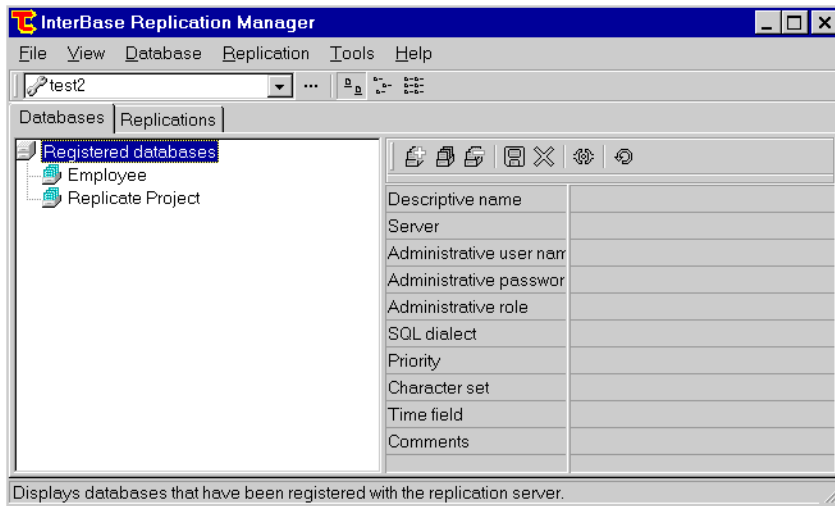 InterBase Replication Manager
File View Database Replication Tools Help
test2
Databases Replications
Registered databases
Employee
Replicate Project
Descriptive name
Server
Administrative user nam
Administrative passwor
Administrative role
SQL dialect
Priority
Character set
Time field
Comments
Displays databases that have been registered with the replication server.